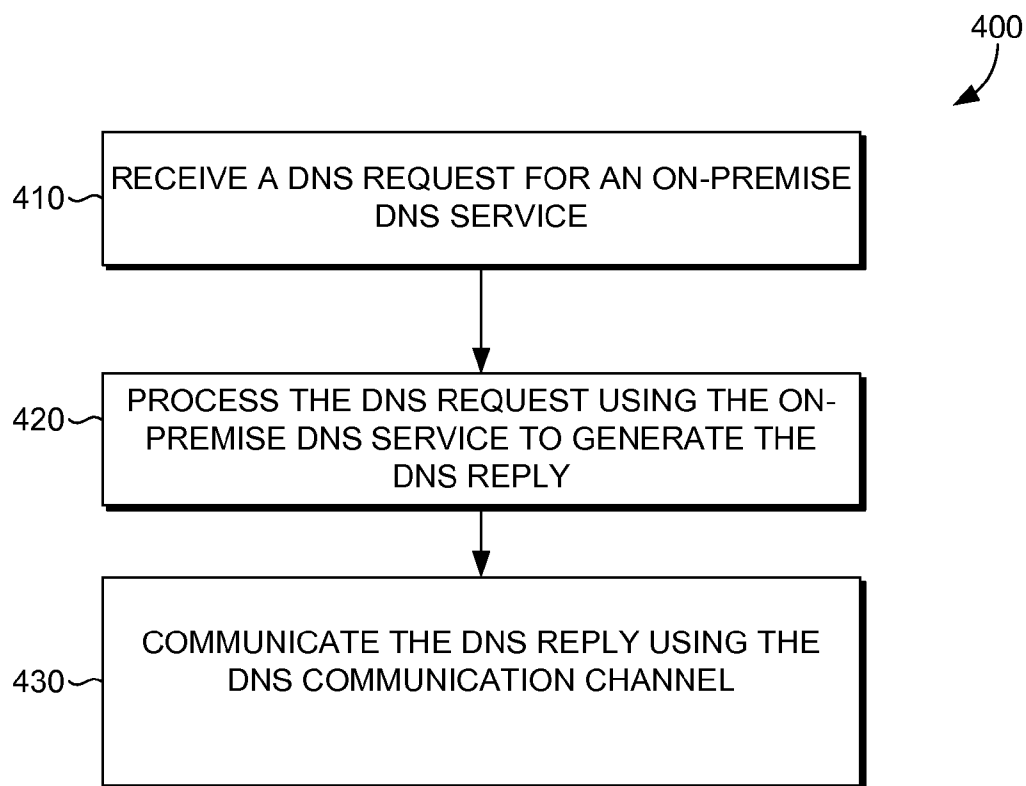 400
410
RECEIVE A DNS REQUEST FOR AN ON-PREMISE
DNS SERVICE
420
PROCESS THE DNS REQUEST USING THE ON-
PREMISE DNS SERVICE TO GENERATE THE
DNS REPLY
430
COMMUNICATE THE DNS REPLY USING THE
DNS COMMUNICATION CHANNEL